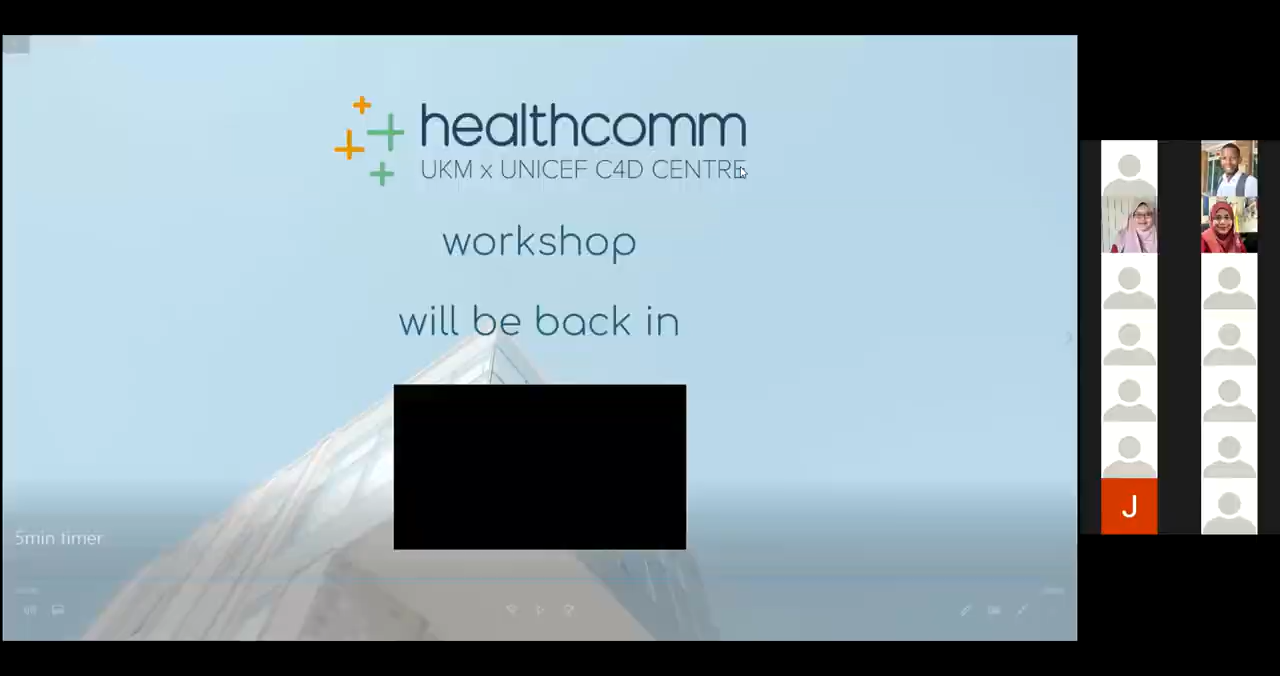 healthcomm
UKM x UNICEF C4D CENTRE
workshop
will be back in
5min timer
J